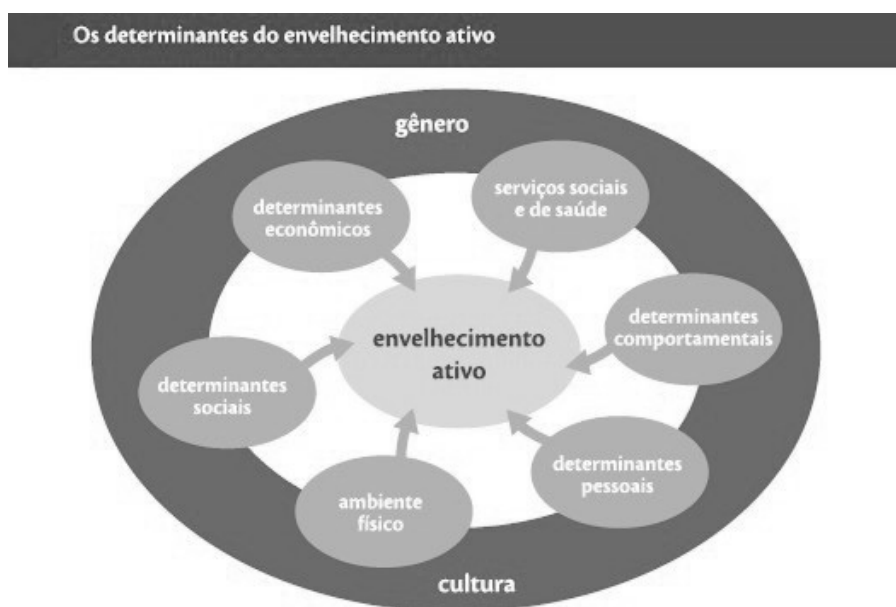 Os determinantes do envelhecimento ativo
gênero
serviços sociais
e de saúde
determinantes
econômicos
determinantes
comportamentais
envelhecimento
ativo
determinantes
sociais
determinantes
pessoais
ambiente
físico
cultura